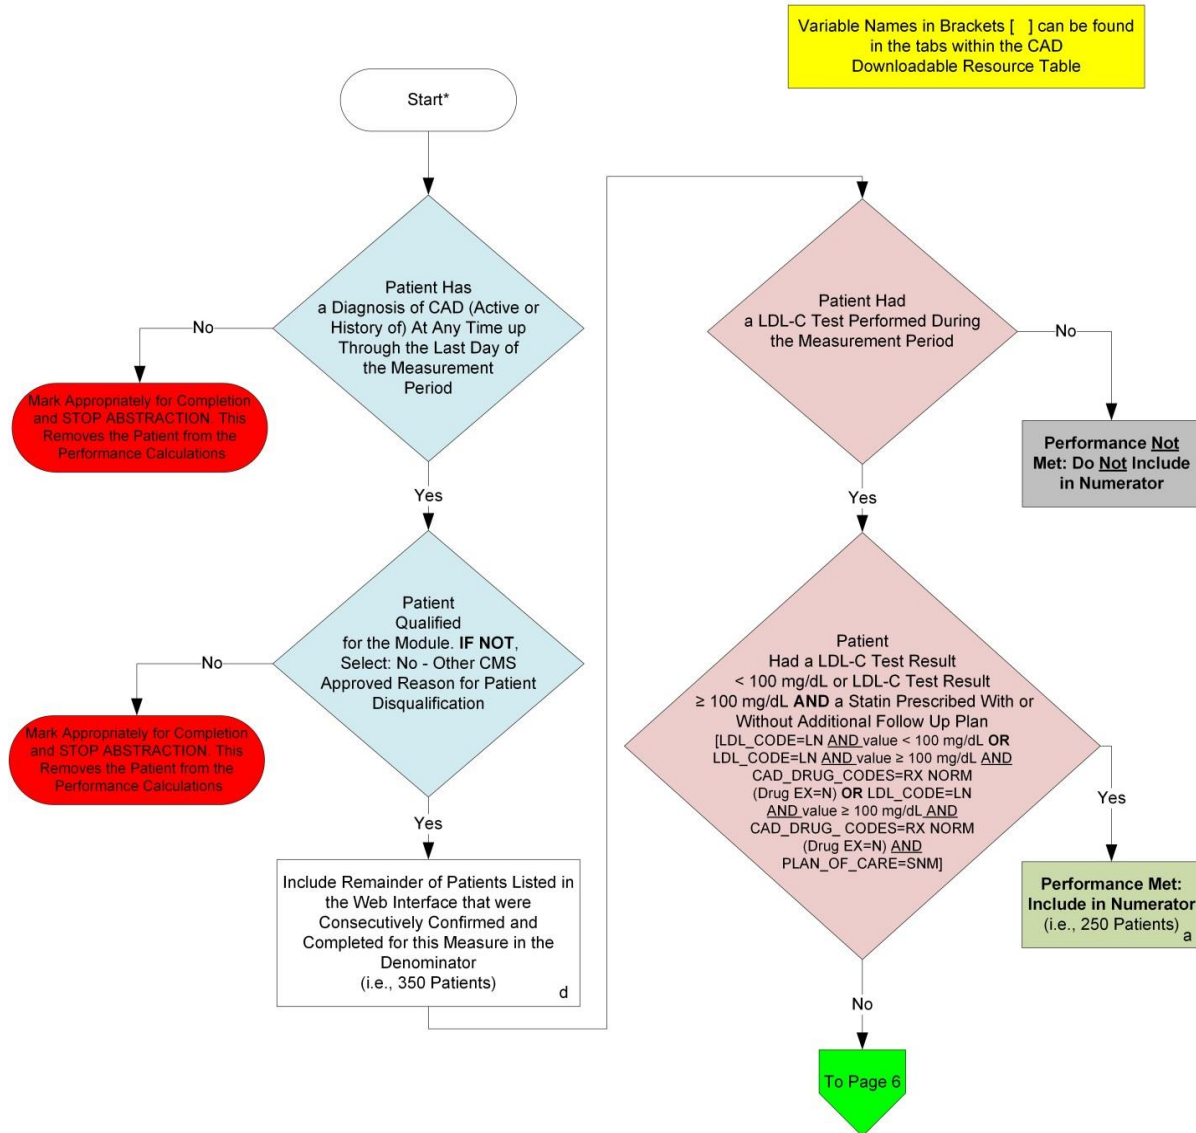 Variable Names in Brackets [   ] can be found
in the tabs within the CAD
Downloadable Resource Table
Start*
Patient Has
a Diagnosis of CAD (Active or
History of) At Any Time up
Through the Last Day of
the Measurement
Period
No
Mark Appropriately for Completion
and STOP ABSTRACTION. This
Removes the Patient from the
Performance Calculations
Yes
Patient
Qualified
for the Module. IF NOT,
Select: No - Other CMS
Approved Reason for Patient
Disqualification
No
Mark Appropriately for Completion
and STOP ABSTRACTION. This
Removes the Patient from the
Performance Calculations
Yes
Include Remainder of Patients Listed in
the Web Interface that were
Consecutively Confirmed and
Completed for this Measure in the
Denominator
(i.e., 350 Patients)
d
Patient Had
a LDL-C Test Performed During
the Measurement Period
No
Performance Not
Met: Do Not Include
in Numerator
Yes
Patient
Had a LDL-C Test Result
< 100 mg/dL or LDL-C Test Result
≥ 100 mg/dL AND a Statin Prescribed With or
Without Additional Follow Up Plan
[LDL_CODE=LN AND value < 100 mg/dL OR
LDL_CODE=LN AND value ≥ 100 mg/dL AND
CAD_DRUG_CODES=RX NORM
(Drug EX=N) OR LDL_CODE=LN
AND value ≥ 100 mg/dL AND
CAD_DRUG_ CODES=RX NORM
(Drug EX=N) AND
PLAN_OF_CARE=SNM]
Yes
Performance Met:
Include in Numerator
(i.e., 250 Patients)
a
No
To Page 6